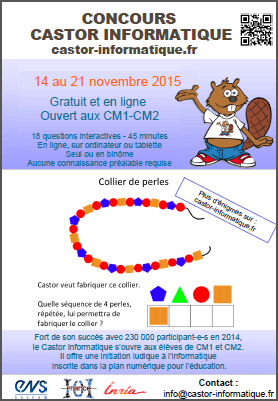 CONCOURS
CASTOR INFORMATIQUE
castor-informatique.fr
14 au 21 novembre 2015
Gratuit et en ligne
Ouvert aux CM1-CM2
18 questions interactives - 45 minutes
En ligne, sur ordinateur ou tablette
Seul ou en binôme
Aucune connaissance préalable requise
Collier de perles
Plus d'énigmes sur :
castor-informatique.fr
Castor veut fabriquer ce collier.
Quelle séquence de 4 perles,
répétée, lui permettra de
fabriquer le collier ?
Fort de son succès avec 230 000 participant-e-s en 2014,
le Castor Informatique s'ouvre aux élèves de CM1 et CM2.
Il offre une initiation ludique à l'informatique
inscrite dans la plan numérique pour l'éducation.
ens
CACHAN
france
Inria
Contact :
info@castor-informatique.fr